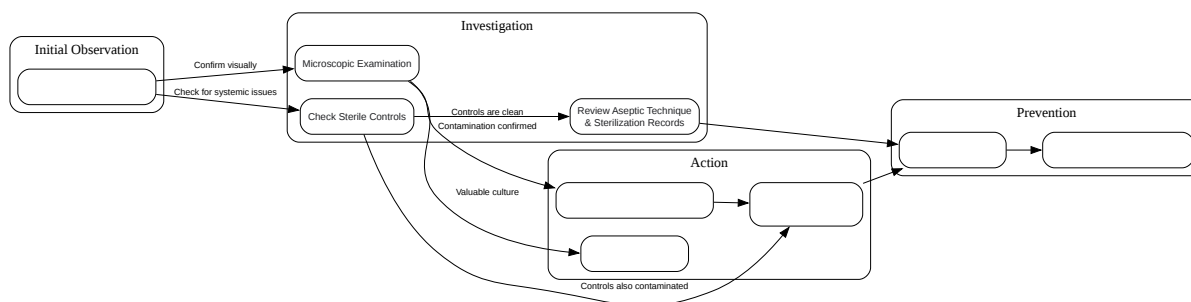 Initial Observation
Investigation
Confirm visually
Check for systemic issues
Microscopic Examination
Check Sterile Controls
Controls are clean
Contamination confirmed
Review Aseptic Technique
& Sterilization Records
Valuable culture
Controls also contaminated
Action
Prevention